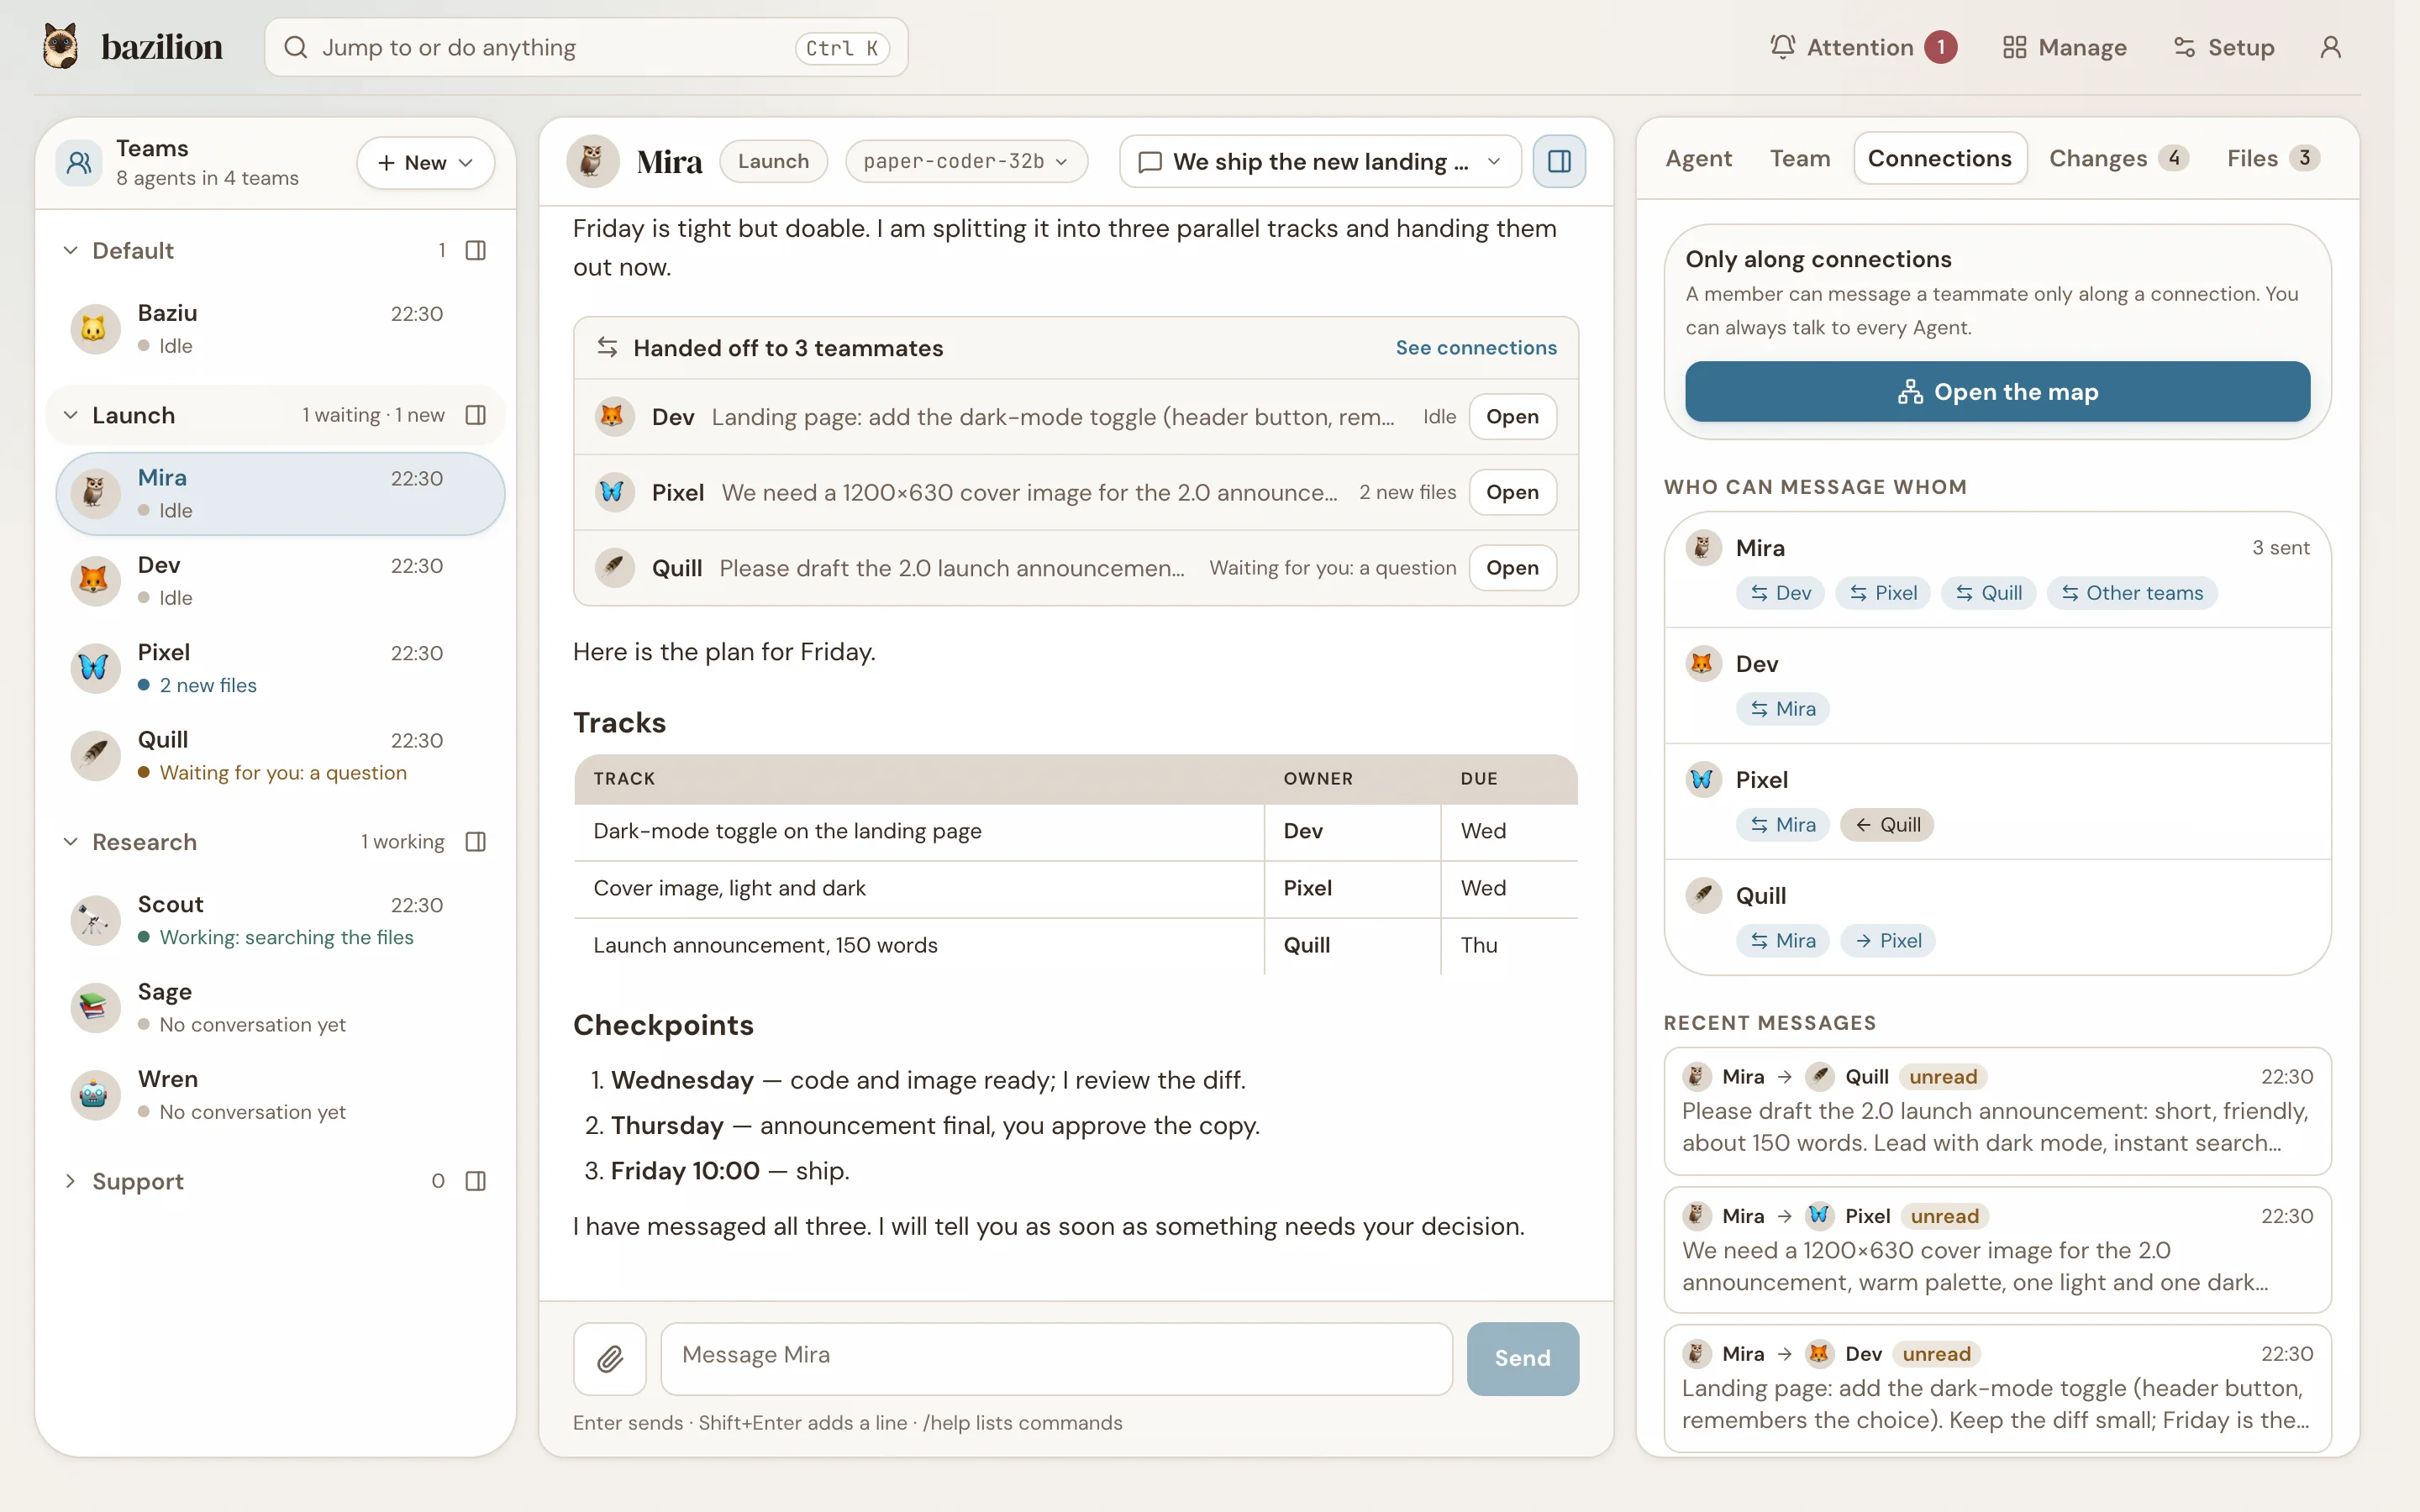 bazilion
Jump to or do anything
Ctrl K
Attention 1
Manage
Setup
Teams
8 agents in 4 teams
+ New
Default 1
Baziu 22:30
Idle
Launch 1 waiting · 1 new
Mira 22:30
Idle
Dev 22:30
Idle
Pixel 22:30
2 new files
Quill 22:30
Waiting for you: a question
Research 1 working
Scout 22:30
Working: searching the files
Sage
No conversation yet
Wren
No conversation yet
Support 0
Mira Launch paper-coder-32b We ship the new landing ...
Friday is tight but doable. I am splitting it into three parallel tracks and handing them
out now.
Handed off to 3 teammates See connections
Dev Landing page: add the dark-mode toggle (header button, rem... Idle Open
Pixel We need a 1200×630 cover image for the 2.0 announce... 2 new files Open
Quill Please draft the 2.0 launch announcemen... Waiting for you: a question Open
Here is the plan for Friday.
Tracks
TRACK OWNER DUE
Dark-mode toggle on the landing page Dev Wed
Cover image, light and dark Pixel Wed
Launch announcement, 150 words Quill Thu
Checkpoints
1. Wednesday — code and image ready; I review the diff.
2. Thursday — announcement final, you approve the copy.
3. Friday 10:00 — ship.
I have messaged all three. I will tell you as soon as something needs your decision.
Message Mira
Send
Enter sends · Shift+Enter adds a line · /help lists commands
Agent Team Connections Changes 4 Files 3
Only along connections
A member can message a teammate only along a connection. You
can always talk to every Agent.
Open the map
WHO CAN MESSAGE WHOM
Mira 3 sent
⇆ Dev ⇆ Pixel ⇆ Quill ⇆ Other teams
Dev
⇆ Mira
Pixel
⇆ Mira ← Quill
Quill
⇆ Mira → Pixel
RECENT MESSAGES
Mira → Quill unread 22:30
Please draft the 2.0 launch announcement: short, friendly,
about 150 words. Lead with dark mode, instant search...
Mira → Pixel unread 22:30
We need a 1200×630 cover image for the 2.0
announcement, warm palette, one light and one dark...
Mira → Dev unread 22:30
Landing page: add the dark-mode toggle (header button,
remembers the choice). Keep the diff small; Friday is the...